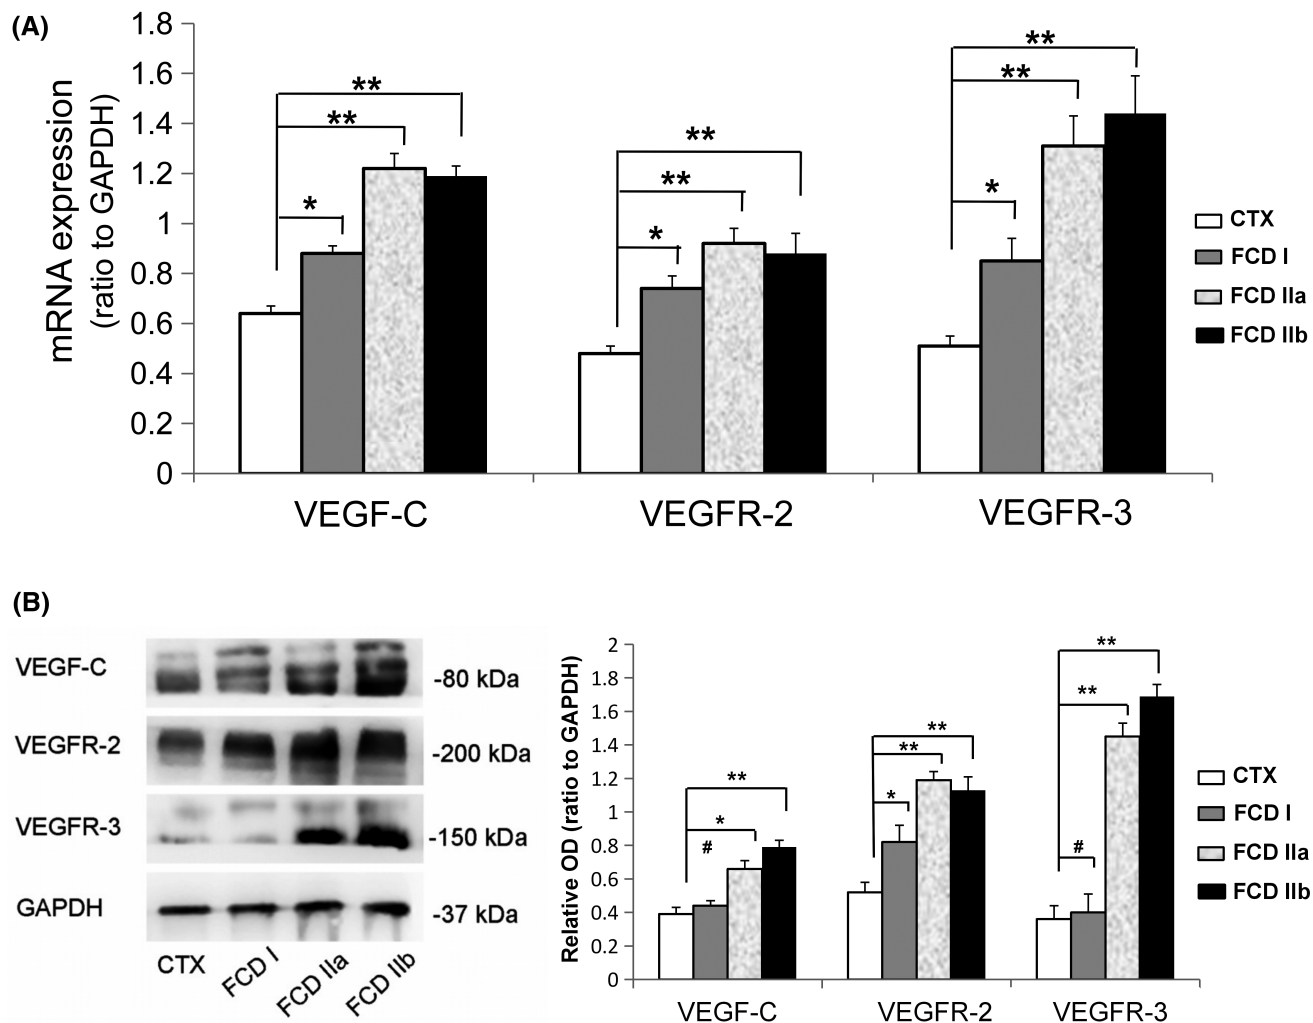 (A)
mRNA expression
(ratio to GAPDH)
1.8
1.6
1.4
1.2
1
0.8
0.6
0.4
0.2
0
**
**
*
**
**
*
**
**
*
VEGF-C
VEGFR-2
VEGFR-3
CTX
FCD I
FCD IIa
FCD IIb
(B)
VEGF-C
-80 kDa
VEGFR-2
-200 kDa
VEGFR-3
-150 kDa
GAPDH
-37 kDa
CTX
FCD I
FCD IIa
FCD IIb
Relative OD (ratio to GAPDH)
2
1.8
1.6
1.4
1.2
1
0.8
0.6
0.4
0.2
0
**
*
#
**
**
*
**
**
#
VEGF-C
VEGFR-2
VEGFR-3
CTX
FCD I
FCD IIa
FCD IIb